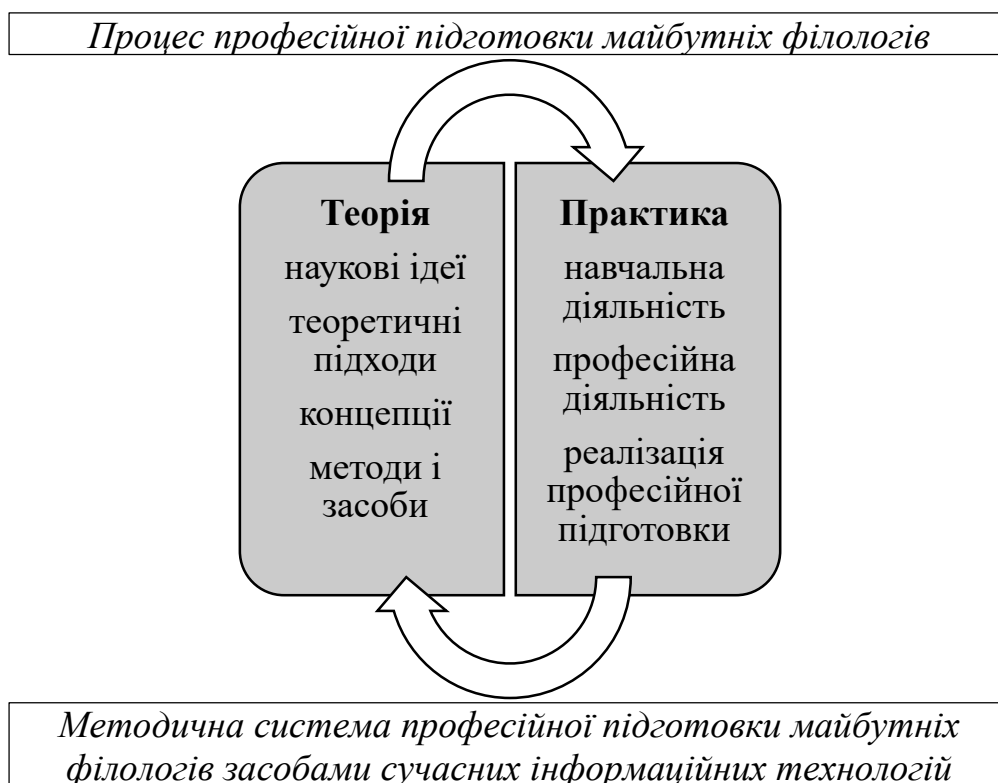 Процес професійної підготовки майбутніх філологів
Теорія
наукові ідеї
теоретичні
підходи
концепції
методи і
засоби
Практика
навчальна
діяльність
професійна
діяльність
реалізація
професійної
підготовки
Методична система професійної підготовки майбутніх
філологів засобами сучасних інформаційних технологій